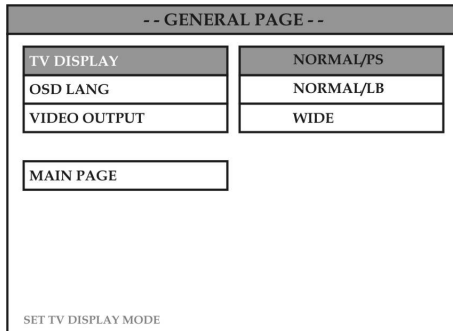 - - GENERAL PAGE - -
TV DISPLAY
NORMAL/PS
OSD LANG
NORMAL/LB
VIDEO OUTPUT
WIDE
MAIN PAGE
SET TV DISPLAY MODE